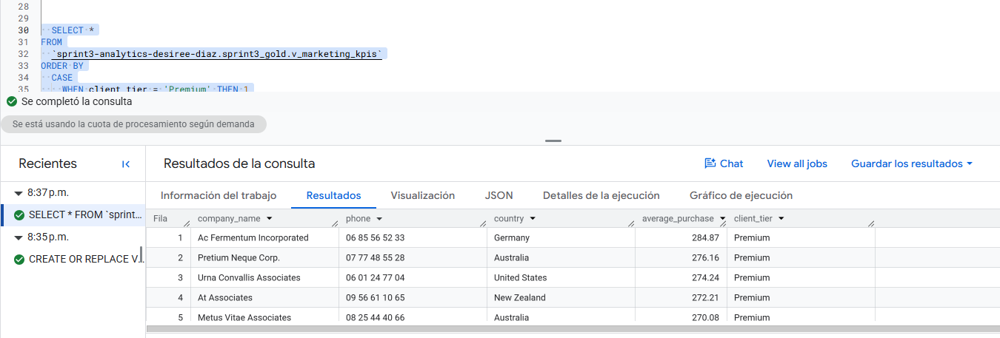 28
29
30 SELECT *
31 FROM
32 `sprint3-analytics-desiree-diaz.sprint3_gold.v_marketing_kpis`
33 ORDER BY
34 CASE
35 WHEN client_tier = 'Premium' THEN 1
Se completó la consulta
Se está usando la cuota de procesamiento según demanda
Recientes
8:37 p.m.
SELECT * FROM `sprint...
8:35 p.m.
CREATE OR REPLACE V...
Resultados de la consulta
Chat View all jobs Guardar los resultados
Información del trabajo Resultados Visualización JSON Detalles de la ejecución Gráfico de ejecución
Fila company_name phone country average_purchase client_tier
1 Ac Fermentum Incorporated 06 85 56 52 33 Germany 284.87 Premium
2 Pretium Neque Corp. 07 77 48 55 28 Australia 276.16 Premium
3 Urna Convallis Associates 06 01 24 77 04 United States 274.24 Premium
4 At Associates 09 56 61 10 65 New Zealand 272.21 Premium
5 Metus Vitae Associates 08 25 44 40 66 Australia 270.08 Premium